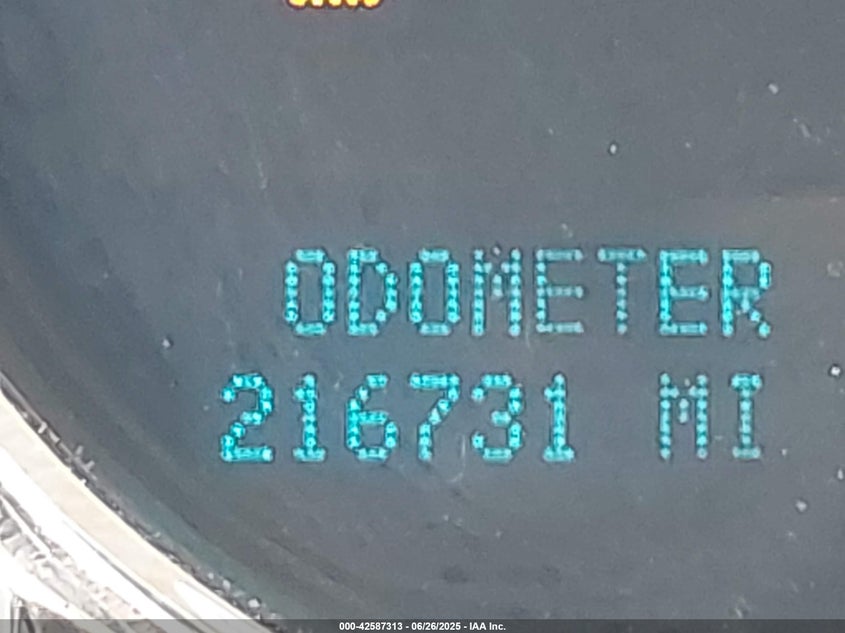 ODOMETER
216731 MI
000-42587313 - 06/26/2025 - IAA Inc.